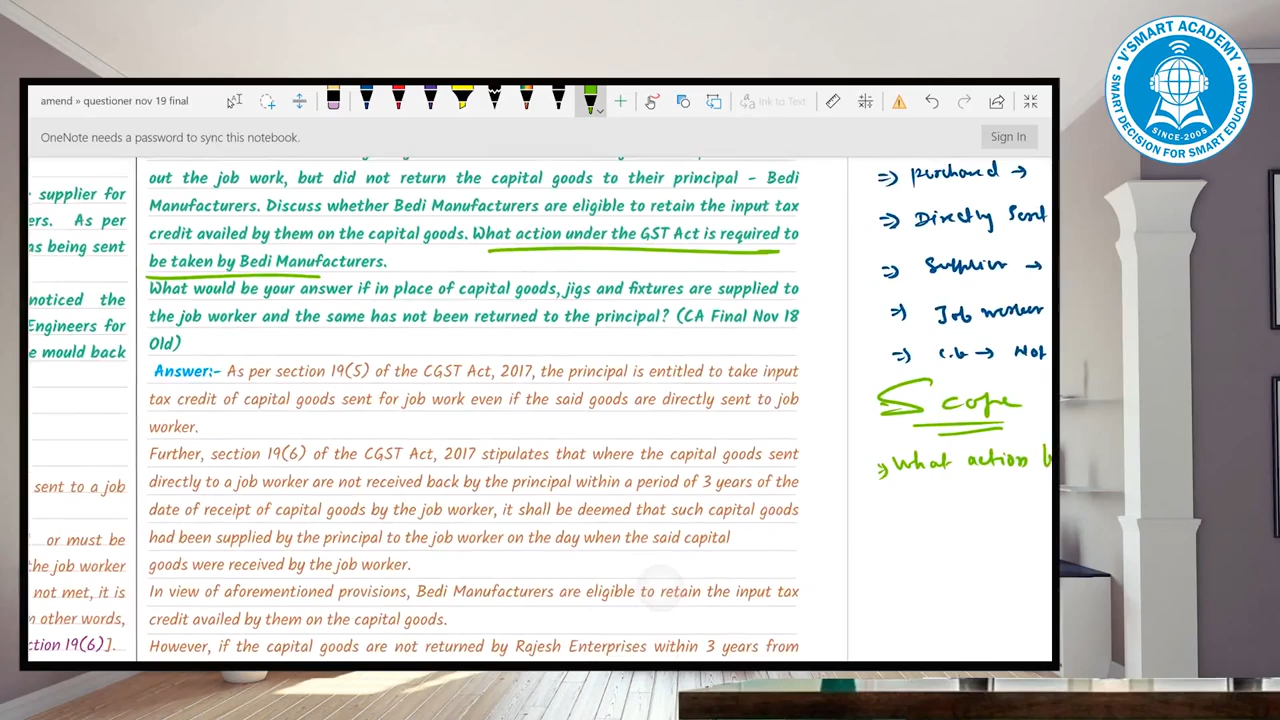 V'SMART ACADEMY
SMART DECISION FOR SMART EDUCATION
SINCE-2005
amend » questioner nov 19 final
Ink to Text
OneNote needs a password to sync this notebook.
Sign In
supplier for
ers. As per
as being sent
noticed the
Engineers for
e mould back
sent to a job
or must be
the job worker
not met, it is
n other words,
ction 19(6)].
out the job work, but did not return the capital goods to their principal - Bedi
Manufacturers. Discuss whether Bedi Manufacturers are eligible to retain the input tax
credit availed by them on the capital goods. What action under the GST Act is required to
be taken by Bedi Manufacturers.
What would be your answer if in place of capital goods, jigs and fixtures are supplied to
the job worker and the same has not been returned to the principal? (CA Final Nov 18
Old)
Answer:- As per section 19(5) of the CGST Act, 2017, the principal is entitled to take input
tax credit of capital goods sent for job work even if the said goods are directly sent to job
worker.
Further, section 19(6) of the CGST Act, 2017 stipulates that where the capital goods sent
directly to a job worker are not received back by the principal within a period of 3 years of the
date of receipt of capital goods by the job worker, it shall be deemed that such capital goods
had been supplied by the principal to the job worker on the day when the said capital
goods were received by the job worker.
In view of aforementioned provisions, Bedi Manufacturers are eligible to retain the input tax
credit availed by them on the capital goods.
However, if the capital goods are not returned by Rajesh Enterprises within 3 years from
⇒ purchased →
⇒ Directly Sent
⇒ Supplier →
⇒ Job worker
⇒ → Not
Scope
⇒ What action b